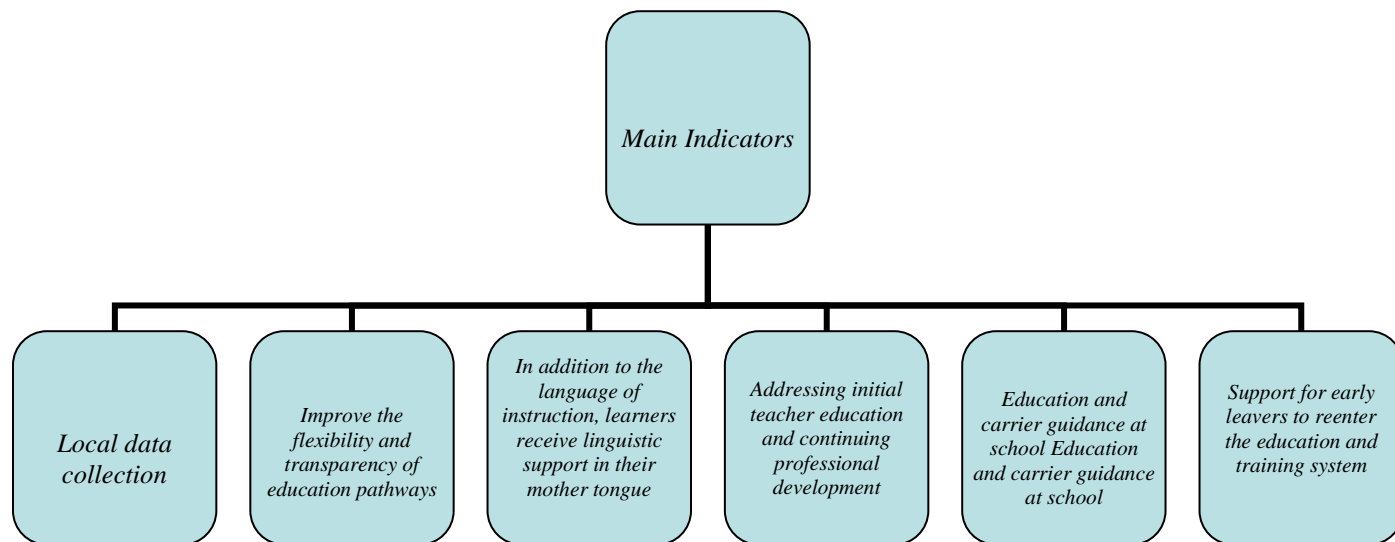 Main Indicators
Local data
collection
Improve the
flexibility and
transparency of
education pathways
In addition to the
language of
instruction, learners
receive linguistic
support in their
mother tongue
Addressing initial
teacher education
and continuing
professional
development
Education and
carrier guidance at
school Education
and carrier guidance
at school
Support for early
leavers to reenter
the education and
training system